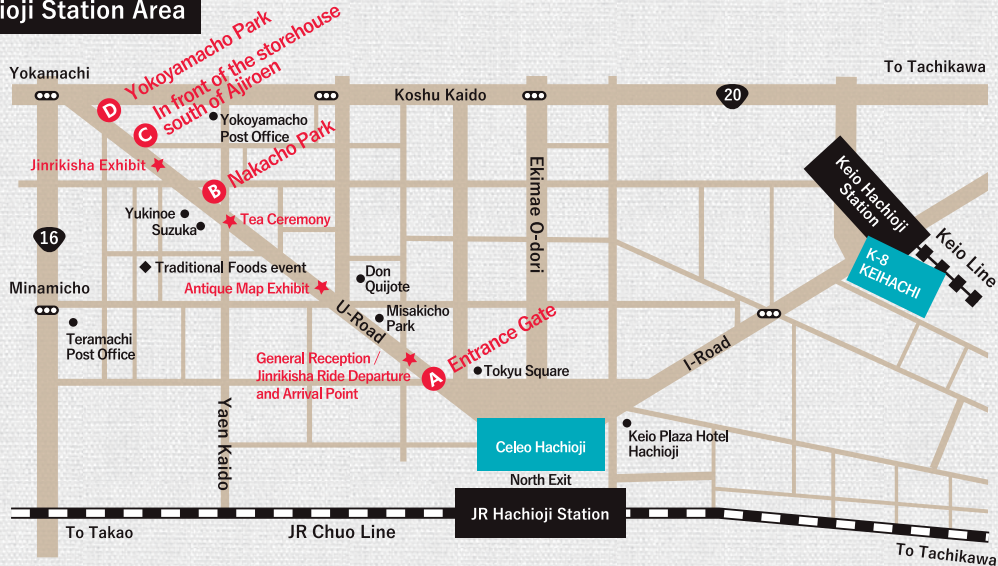 ioji Station Area
Yokoyamacho Park
In front of the storehouse
south of Ajiroen
Yokamachi
To Tachikawa
D
C
Koshu Kaido
20
Yokoyamacho
Post Office
Jinrikisha Exhibit
B
Nakacho Park
Ekimae O-dori
Keio Hachioji
Station
Yukinoe
Suzuka
Tea Ceremony
16
Keio Line
K-8
KEIHACHI
Traditional Foods event
Don
Quijote
Minamicho
Antique Map Exhibit
U-Road
Misakicho
Park
Teramachi
Post Office
Entrance Gate
I-Road
General Reception /
Jinrikisha Ride Departure
and Arrival Point
A
Tokyu Square
Yaen Kaido
Celeo Hachioji
Keio Plaza Hotel
Hachioji
North Exit
JR Hachioji Station
To Takao
JR Chuo Line
To Tachikawa